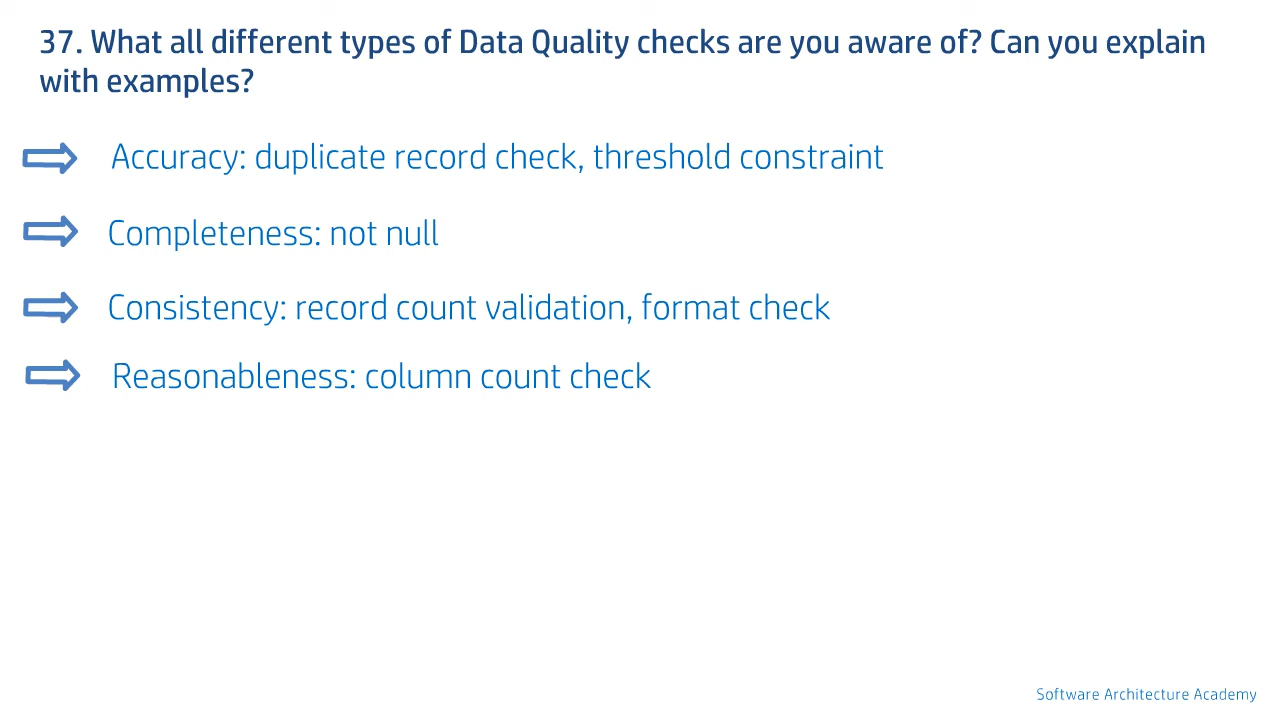 37. What all different types of Data Quality checks are you aware of? Can you explain
with examples?
Accuracy: duplicate record check, threshold constraint
Completeness: not null
Consistency: record count validation, format check
Reasonableness: column count check
Software Architecture Academy